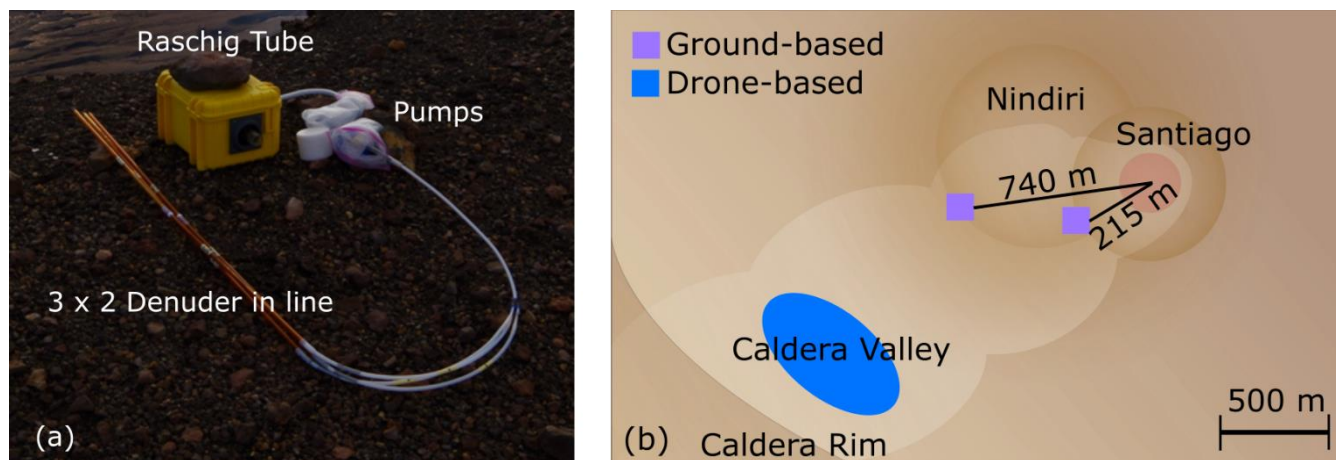 Raschig Tube
Pumps
3 x 2 Denuder in line
(a)
Ground-based
Drone-based
Nindiri
Santiago
740 m
215 m
Caldera Valley
500 m
(b)
Caldera Rim